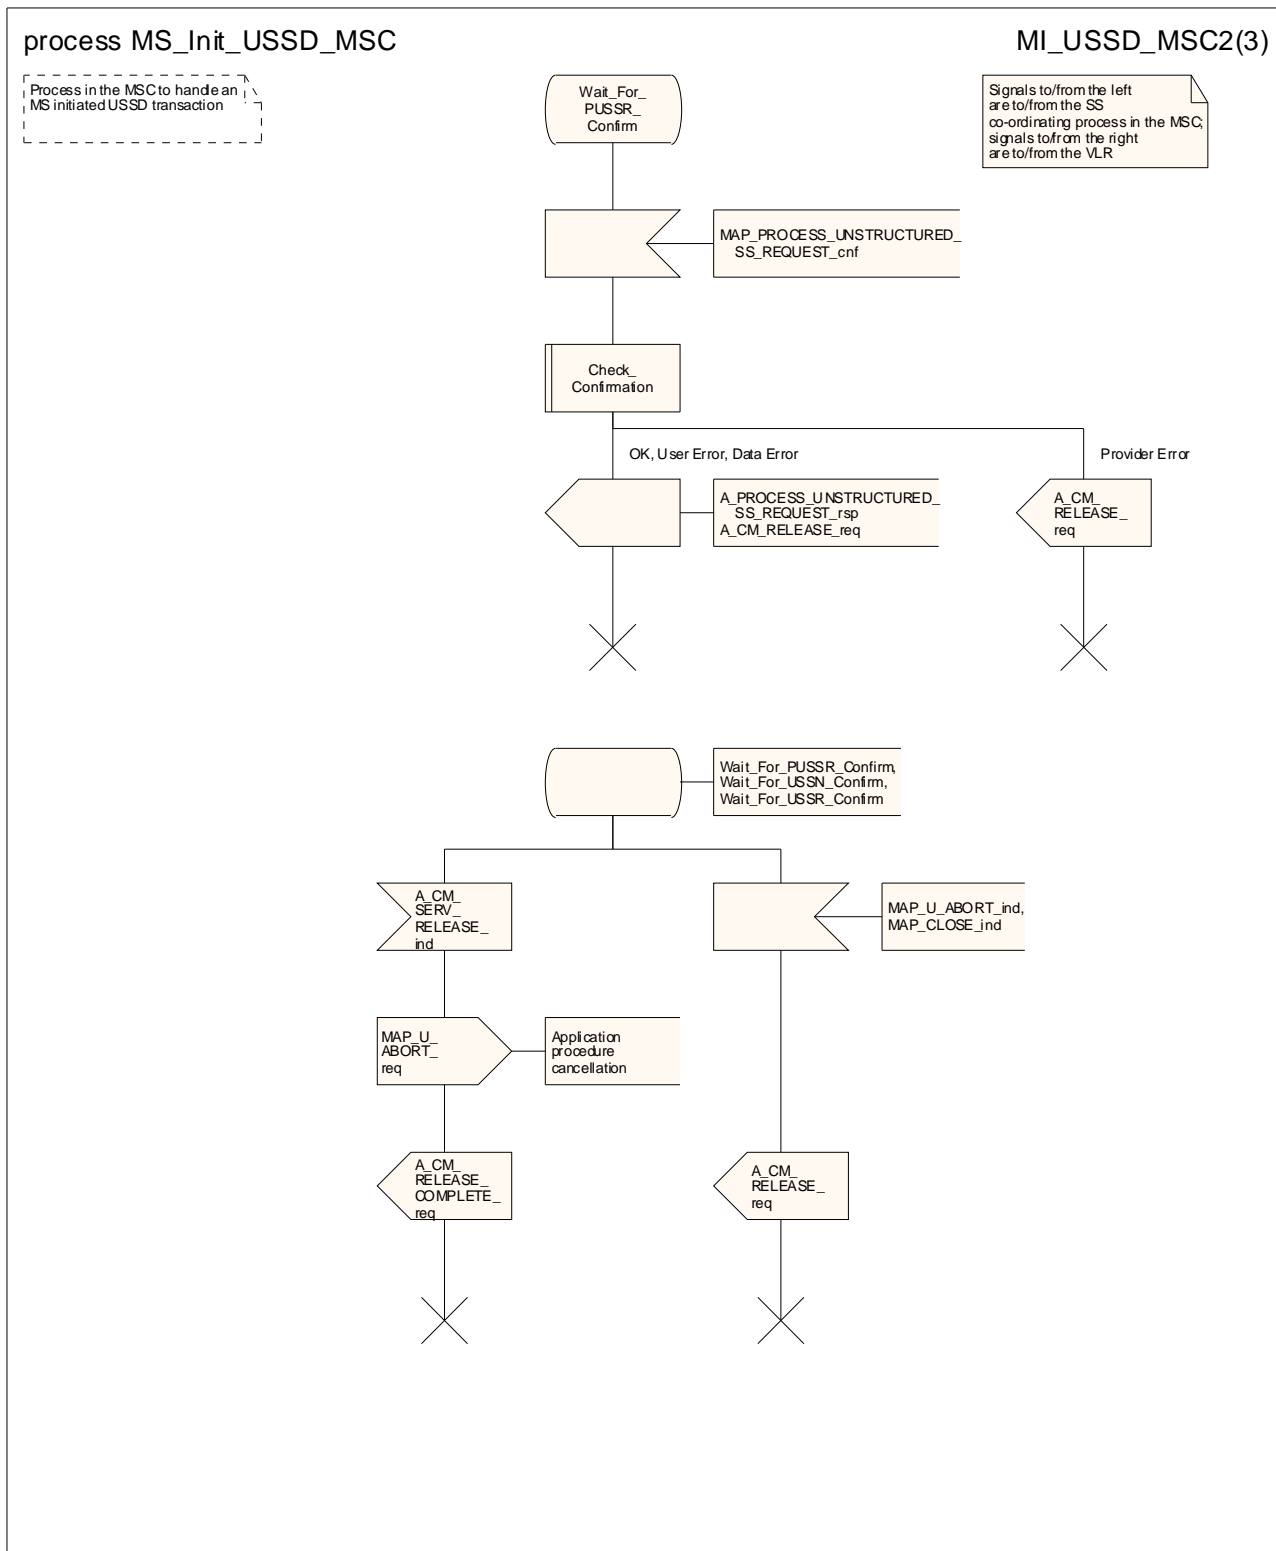 process MS_Init_USSD_MSC
MI_USSD_MSC2(3)
Process in the MSC to handle an
MS initiated USSD transaction
Wait_For_
PUSSR_
Confirm
Signals to/from the left
are to/from the SS
co-ordinating process in the MSC;
signals to/from the right
are to/from the VLR
MAP_PROCESS_UNSTRUCTURED_
SS_REQUEST_cnf
Check_
Confirmation
OK, User Error, Data Error
Provider Error
A_PROCESS_UNSTRUCTURED_
SS_REQUEST_rsp
A_CM_RELEASE_req
A_CM_
RELEASE_
req
Wait_For_PUSSR_Confirm,
Wait_For_USSN_Confirm,
Wait_For_USSR_Confirm
A_CM_
SERV_
RELEASE_
ind
MAP_U_ABORT_ind,
MAP_CLOSE_ind
MAP_U_
ABORT_
req
Application
procedure
cancellation
A_CM_
RELEASE_
COMPLETE_
req
A_CM_
RELEASE_
req